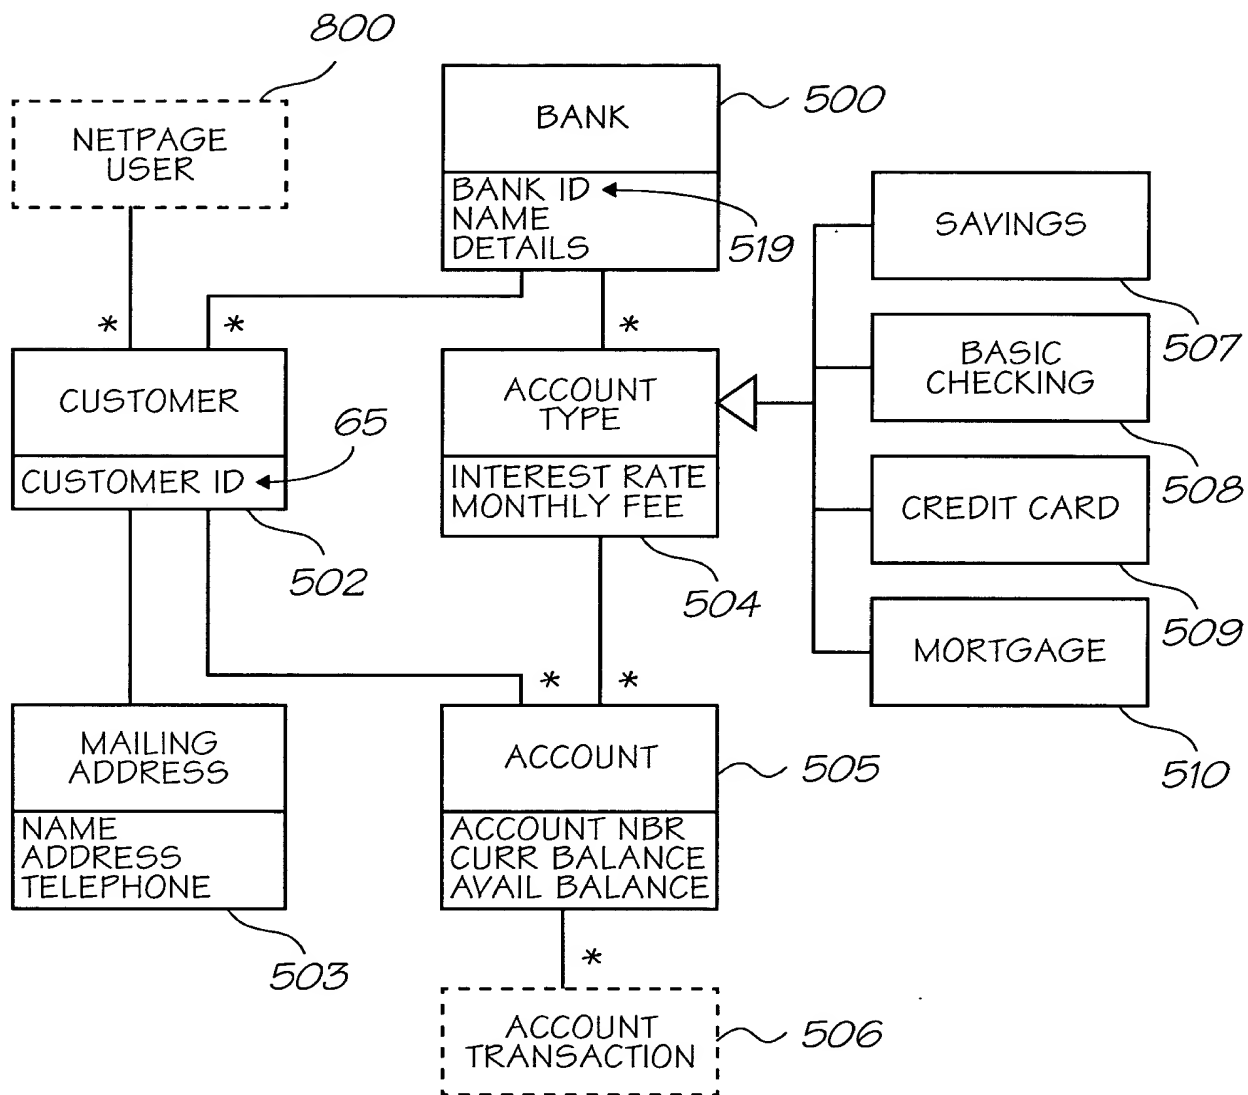 800
NETPAGE
USER
BANK
500
BANK ID
NAME
DETAILS
519
SAVINGS
507
*
*
*
CUSTOMER
65
CUSTOMER ID
502
ACCOUNT
TYPE
INTEREST RATE
MONTHLY FEE
504
BASIC
CHECKING
508
CREDIT CARD
509
MORTGAGE
510
*
*
MAILING
ADDRESS
NAME
ADDRESS
TELEPHONE
503
ACCOUNT
505
ACCOUNT NBR
CURR BALANCE
AVAIL BALANCE
*
ACCOUNT
TRANSACTION
506